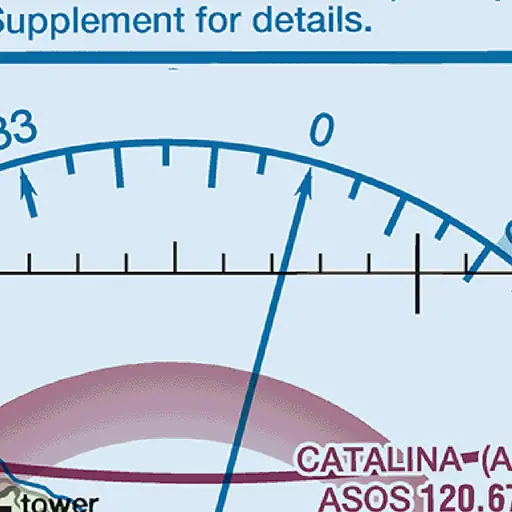 Supplement for details.
33
0
CATALINA (A
ASOS 120.67
tower